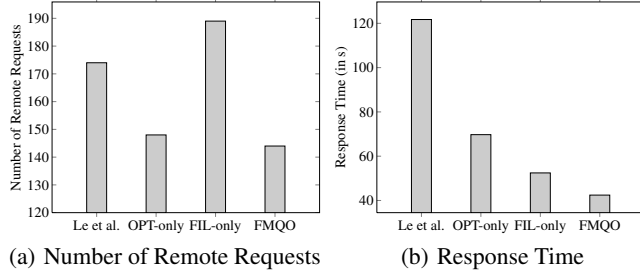 Number of Remote Requests
190
180
170
160
150
140
130
120
Le et al. OPT-only FIL-only FMQO
(a) Number of Remote Requests
Response Time (in s)
120
100
80
60
40
Le et al. OPT-only FIL-only FMQO
(b) Response Time